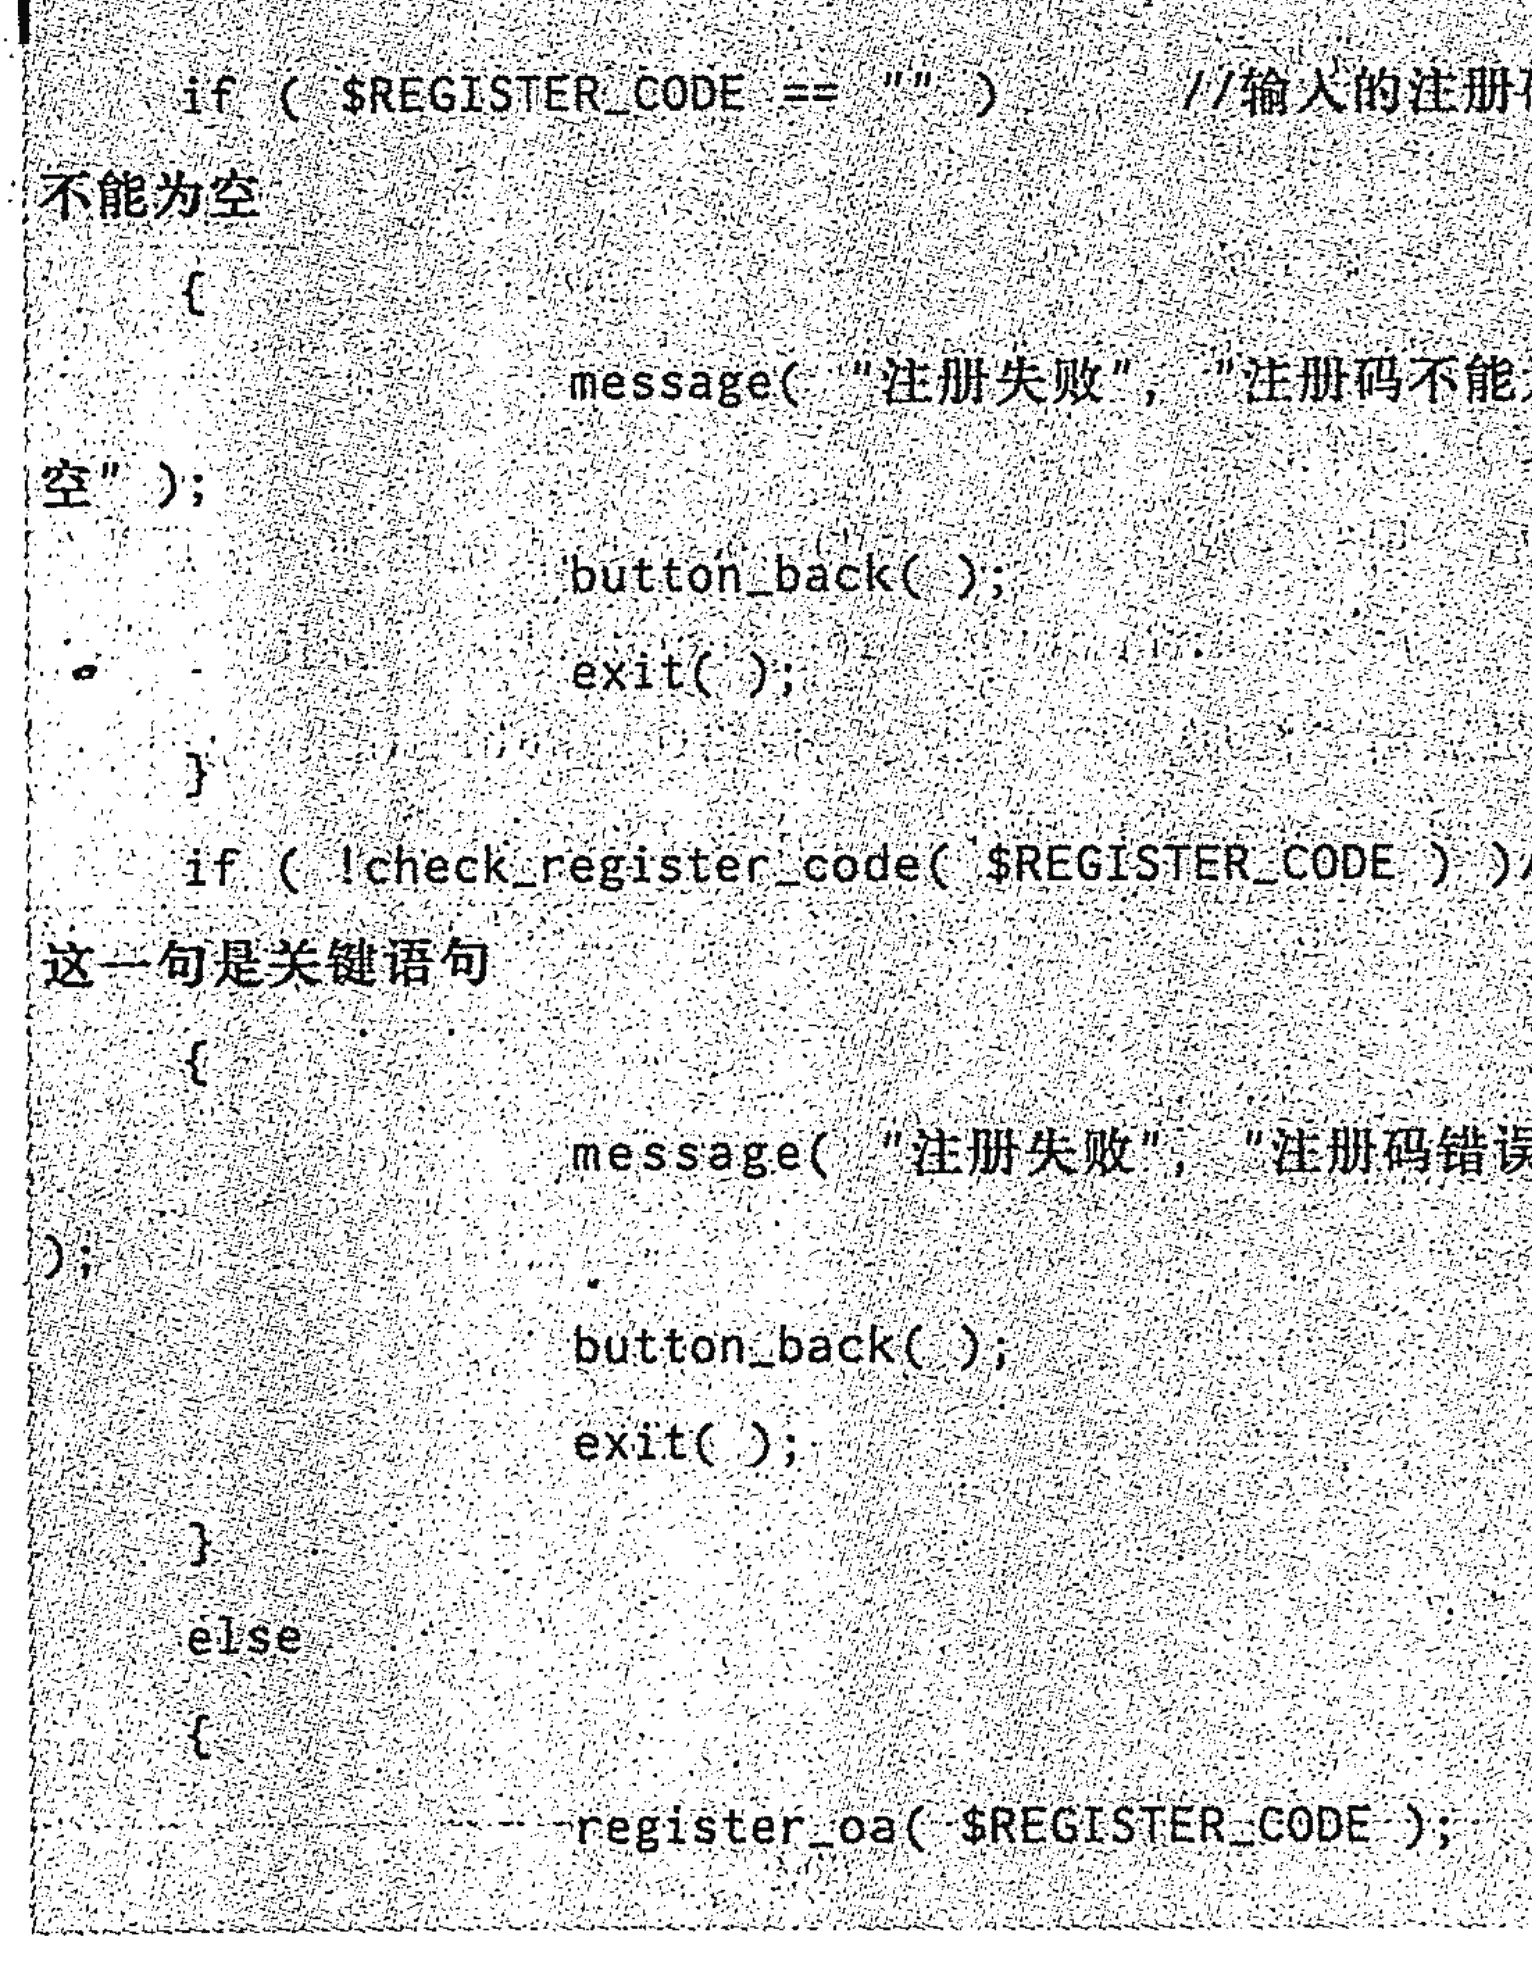 if ( $REGISTER_CODE == "" ) //输入的注册
不能为空
{
message( "注册失败", "注册码不能
空" );
button_back( );
exit( );
}
if ( !check_register_code( $REGISTER_CODE ) )/
这一句是关键语句
{
message( "注册失败", "注册码错误
);
button_back( );
exit( );
}
else
{
register_oa( $REGISTER_CODE );